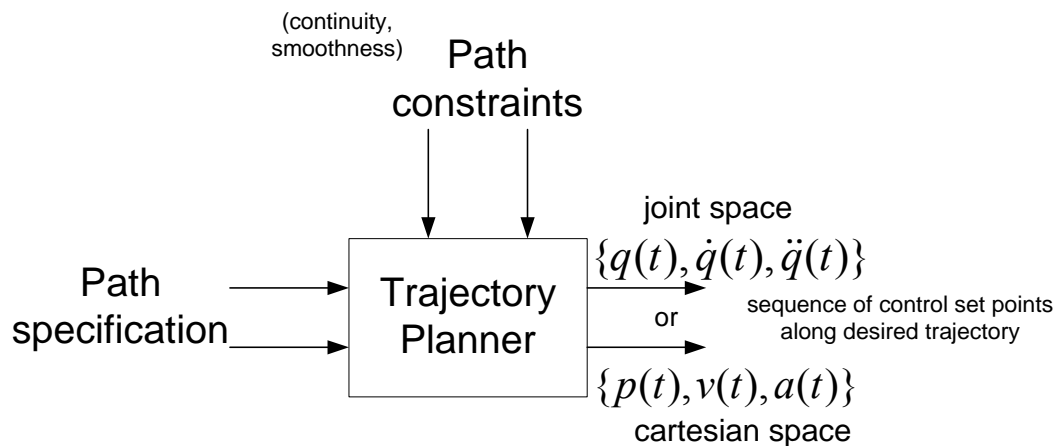 (continuity,
smoothness)
Path
constraints
joint space
{q(t), q̇(t), q̈(t)}
Path
specification
Trajectory
Planner
or
sequence of control set points
along desired trajectory
{p(t), v(t), a(t)}
cartesian space